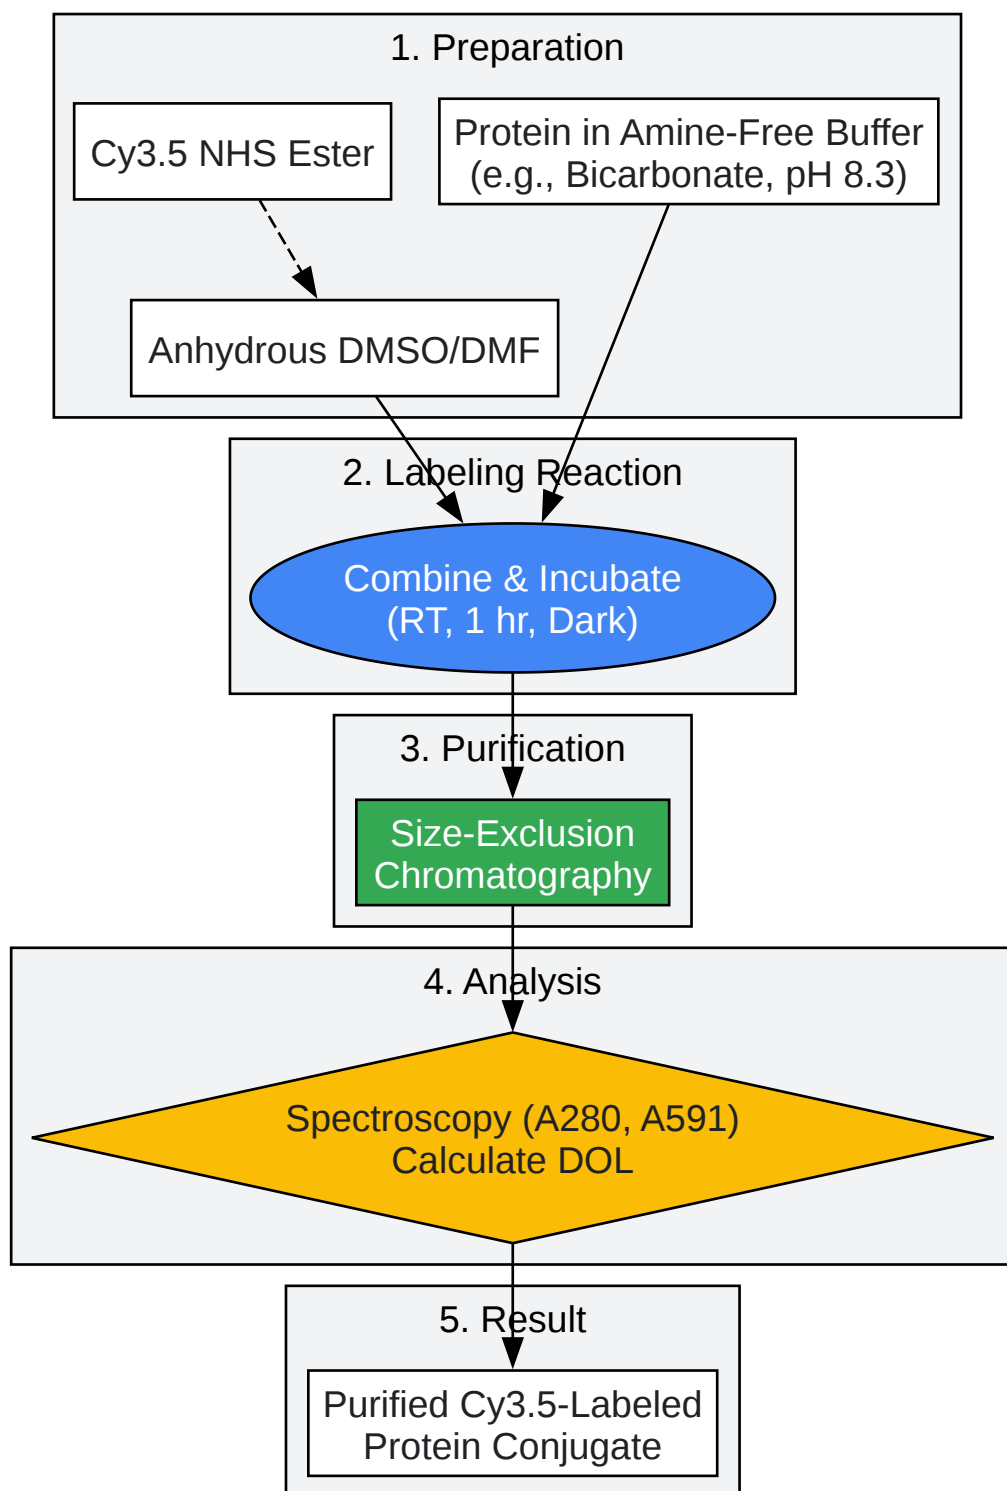 1. Preparation
Cy3.5 NHS Ester
Protein in Amine-Free Buffer
(e.g., Bicarbonate, pH 8.3)
Anhydrous DMSO/DMF
2. Labeling Reaction
Combine & Incubate
(RT, 1 hr, Dark)
3. Purification
Size-Exclusion
Chromatography
4. Analysis
Spectroscopy (A280, A591)
Calculate DOL
5. Result
Purified Cy3.5-Labeled
Protein Conjugate